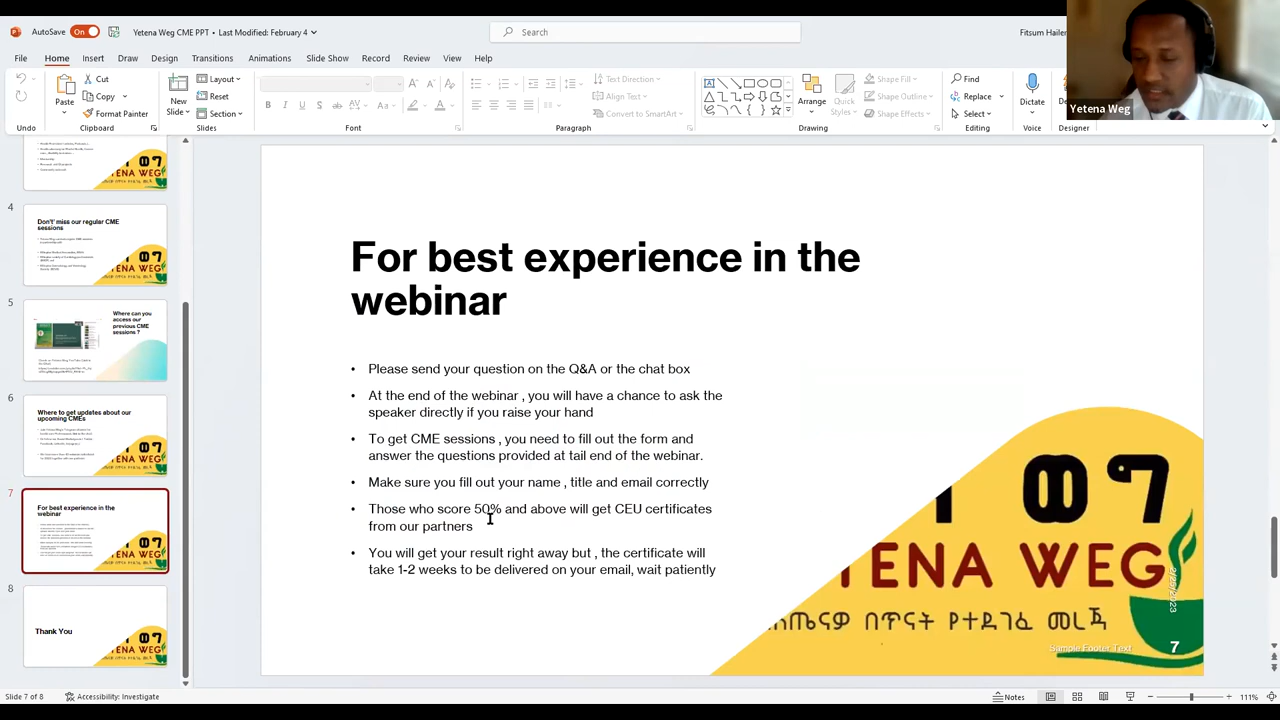 AutoSave On Yetena Weg CME PPT • Last Modified: February 4 Search Fitsum Hailem
File Home Insert Draw Design Transitions Animations Slide Show Record Review View Help
Paste Cut Copy Format Painter
New Slide Layout Reset Section
Text Direction Align Text Convert to SmartArt
Arrange Quick Styles Shape Fill Shape Outline Shape Effects
Find Replace Select
Dictate
Yetena Weg
Undo Clipboard Slides Font Paragraph Drawing Editing Voice Designer
4
Don't' miss our regular CME
sessions
5
Where can you
access our
previous CME
sessions ?
6
Where to get updates about our
upcoming CMEs
7
For best experience in the
webinar
8
Thank You
For best experience in the
webinar
• Please send your question on the Q&A or the chat box
• At the end of the webinar , you will have a chance to ask the
speaker directly if you raise your hand
• To get CME sessions , you need to fill out the form and
answer the questions provided at tail end of the webinar.
• Make sure you fill out your name , title and email correctly
• Those who score 50% and above will get CEU certificates
from our partners
• You will get your result right away but , the certificate will
take 1-2 weeks to be delivered on your email, wait patiently
ወግ
ETENA WEG
በጥናት የተደገፈ መረጃ
2/25/2023
Sample Footer Text 7
Slide 7 of 8 Accessibility: Investigate Notes 111%